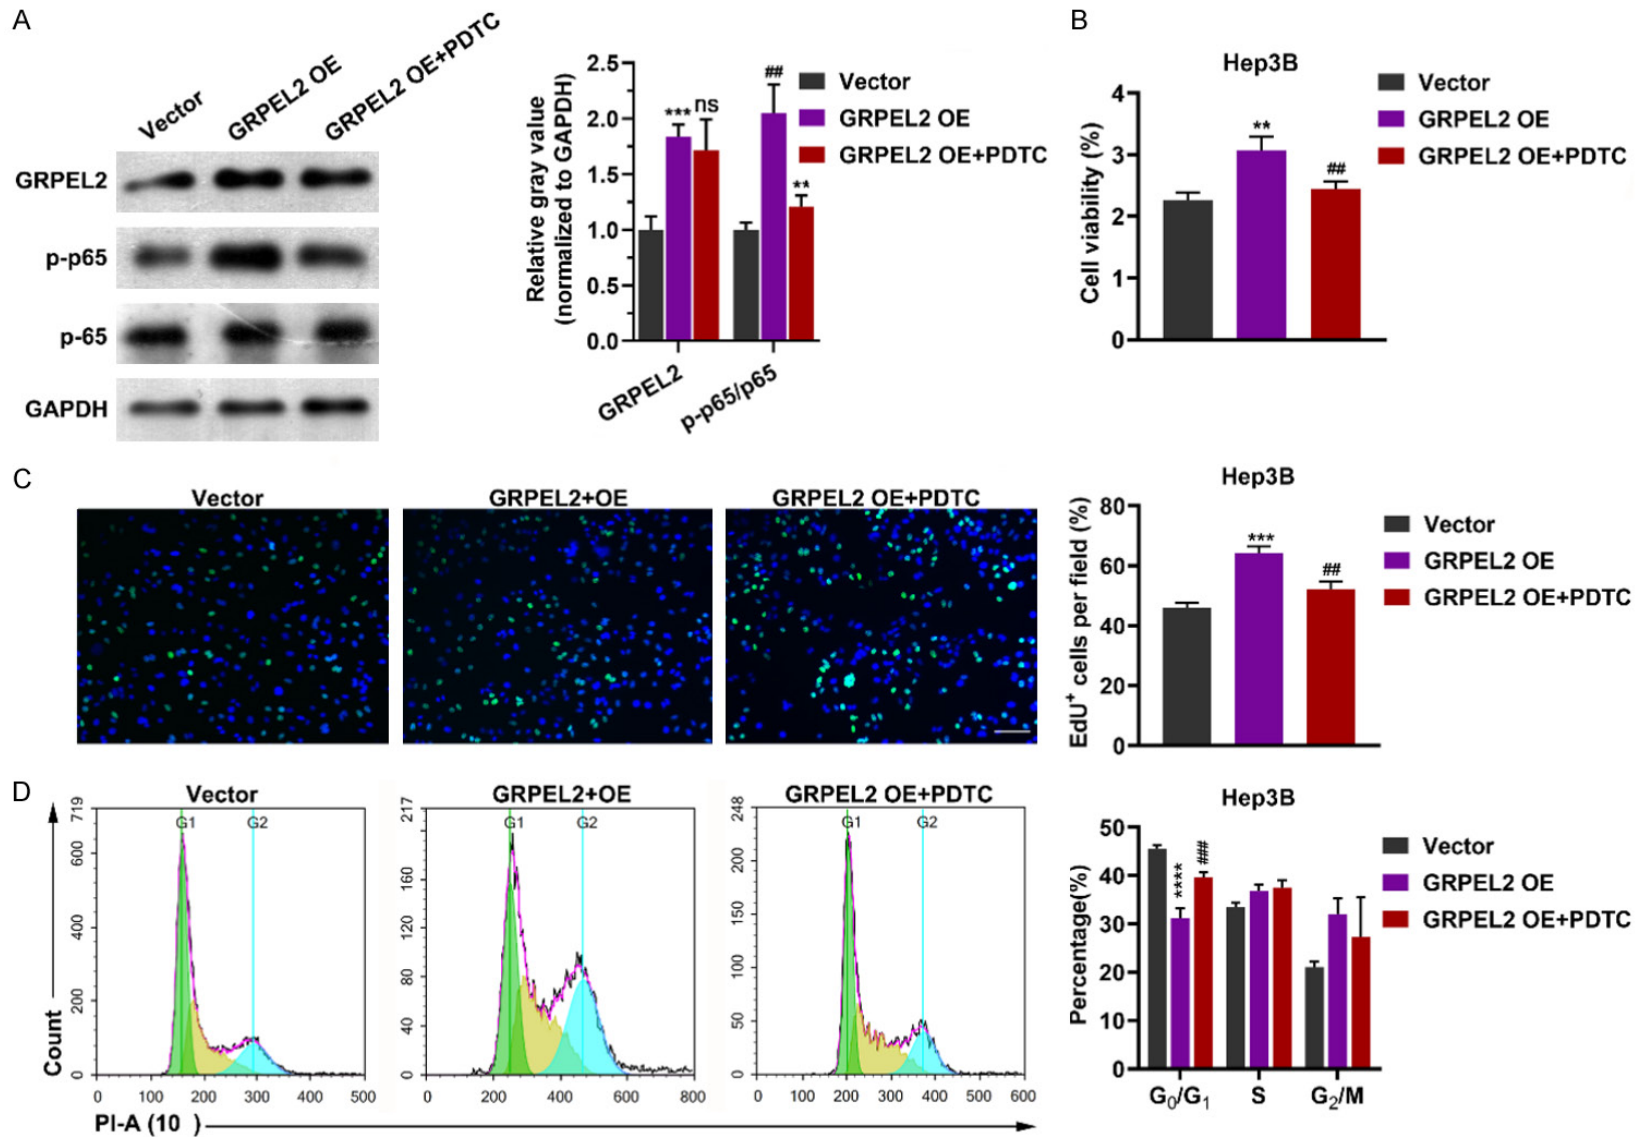 A
Vector
GRPEL2 OE
GRPEL2 OE+PDTC
GRPEL2
p-p65
p-65
GAPDH
Relative gray value
(normalized to GAPDH)
2.5
2.0
1.5
1.0
0.5
0.0
***
ns
##
**
GRPEL2
p-p65/p65
Vector
GRPEL2 OE
GRPEL2 OE+PDTC
B
Hep3B
Cell viability (%)
4
3
2
1
0
**
##
Vector
GRPEL2 OE
GRPEL2 OE+PDTC
C
Vector
GRPEL2+OE
GRPEL2 OE+PDTC
Hep3B
EdU+ cells per field (%)
80
60
40
20
0
***
##
Vector
GRPEL2 OE
GRPEL2 OE+PDTC
D
Count
Vector
719
600
400
200
0
G1
G2
0 100 200 300 400 500
GRPEL2+OE
217
160
120
80
40
0
G1
G2
0 200 400 600 800
GRPEL2 OE+PDTC
248
200
150
100
50
0
G1
G2
0 100 200 300 400 500 600
PI-A (10 )
Hep3B
Percentage(%)
50
40
30
20
10
0
****
###
G0/G1
S
G2/M
Vector
GRPEL2 OE
GRPEL2 OE+PDTC